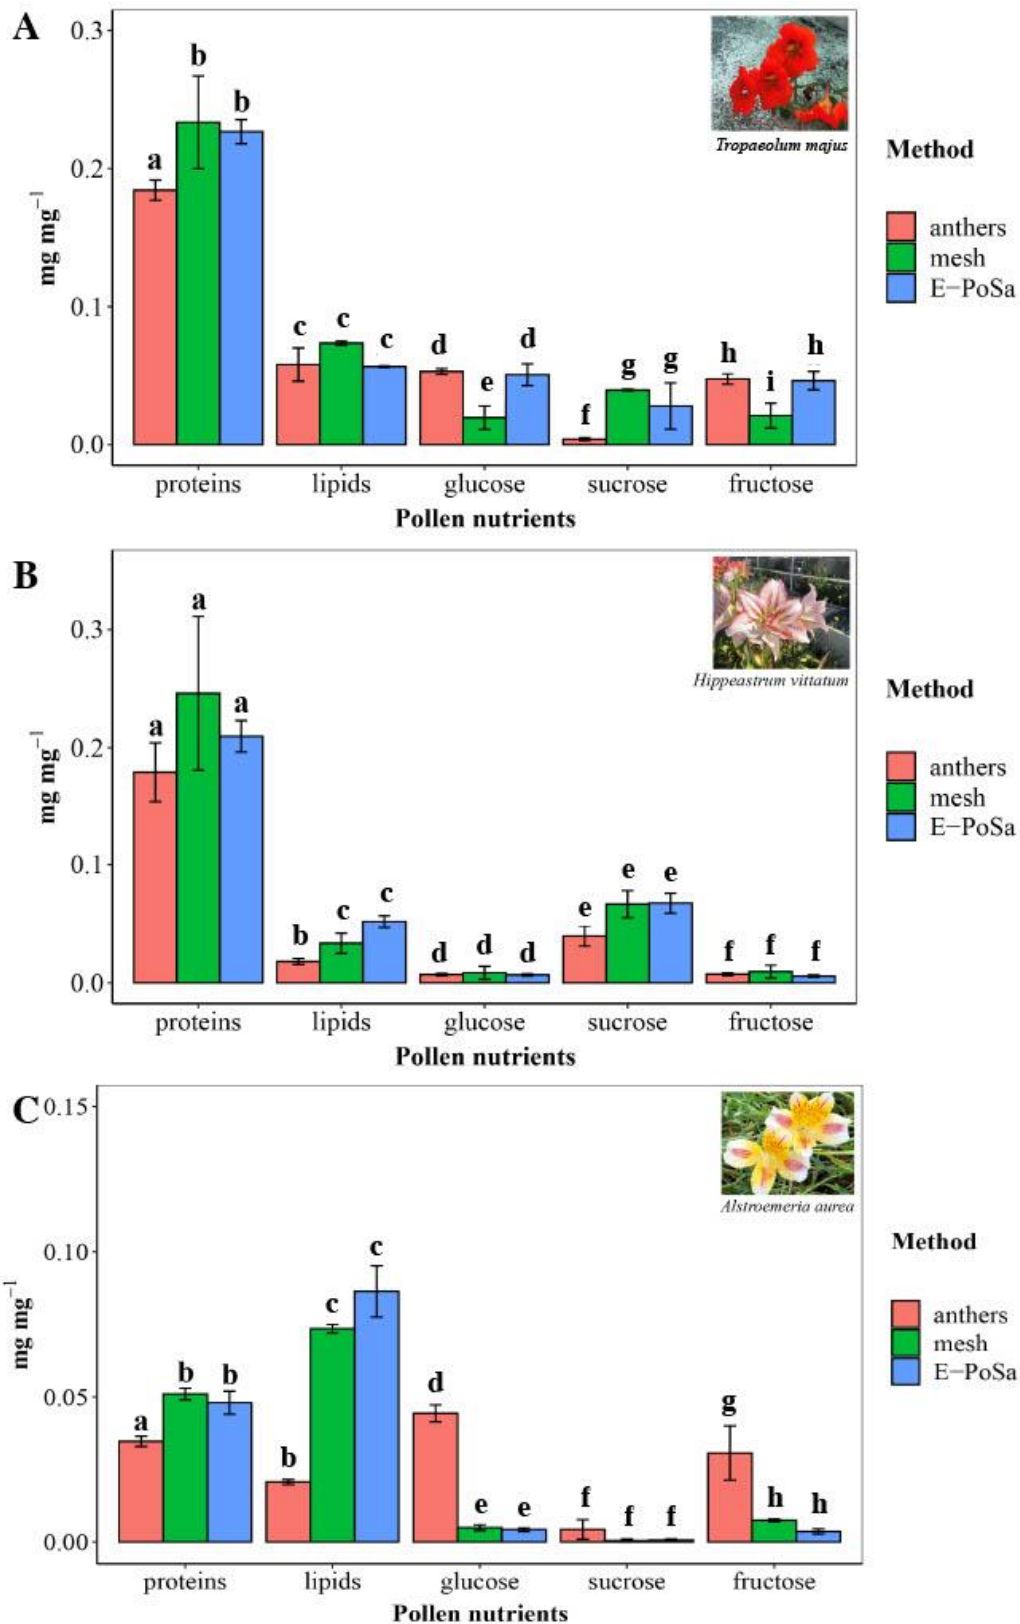 A
0.3
0.2
0.1
0.0
mg mg⁻¹
b
b
a
c
c
c
d
e
d
f
g
g
h
i
h
Tropaeolum majus
proteins lipids glucose sucrose fructose
Pollen nutrients
Method
anthers
mesh
E−PoSa
B
0.3
0.2
0.1
0.0
mg mg⁻¹
a
a
a
b
c
c
d
d
d
e
e
e
f
f
f
Hippeastrum vittatum
proteins lipids glucose sucrose fructose
Pollen nutrients
Method
anthers
mesh
E−PoSa
C
0.15
0.10
0.05
0.00
mg mg⁻¹
a
b
b
b
c
c
d
e
e
f
f
f
g
h
h
Alstroemeria aurea
proteins lipids glucose sucrose fructose
Pollen nutrients
Method
anthers
mesh
E−PoSa